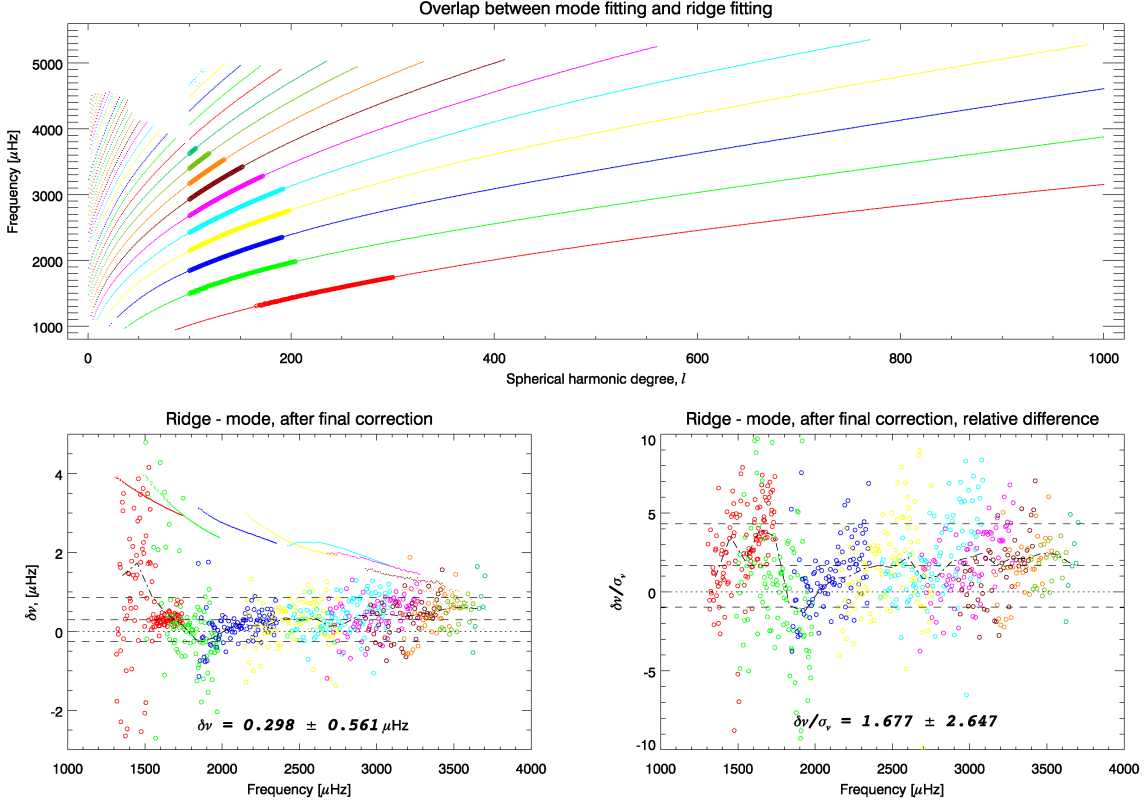 Overlap between mode fitting and ridge fitting
Frequency [μHz]
5000
4000
3000
2000
1000
0 200 400 600 800 1000
Spherical harmonic degree, l
Ridge - mode, after final correction
δν, [μHz]
4
2
0
-2
δν = 0.298 ± 0.561 μHz
1000 1500 2000 2500 3000 3500 4000
Frequency [μHz]
Ridge - mode, after final correction, relative difference
δν/σν
10
5
0
-5
-10
δν/σν = 1.677 ± 2.647
1000 1500 2000 2500 3000 3500 4000
Frequency [μHz]